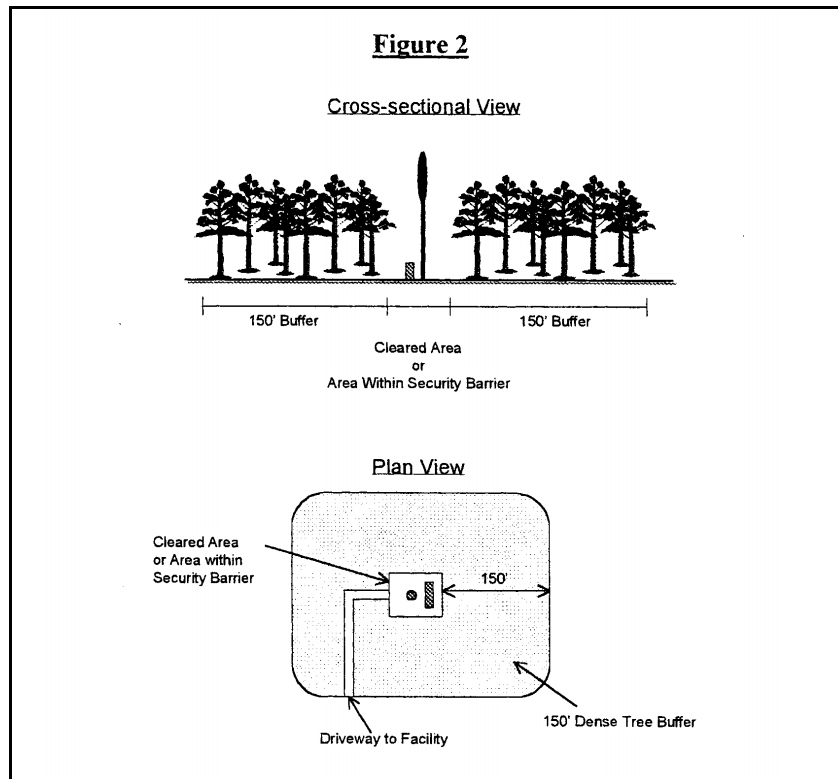 Figure 2
Cross-sectional View
150' Buffer
150' Buffer
Cleared Area
or
Area Within Security Barrier
Plan View
Cleared Area
or Area within
Security Barrier
150'
150' Dense Tree Buffer
Driveway to Facility